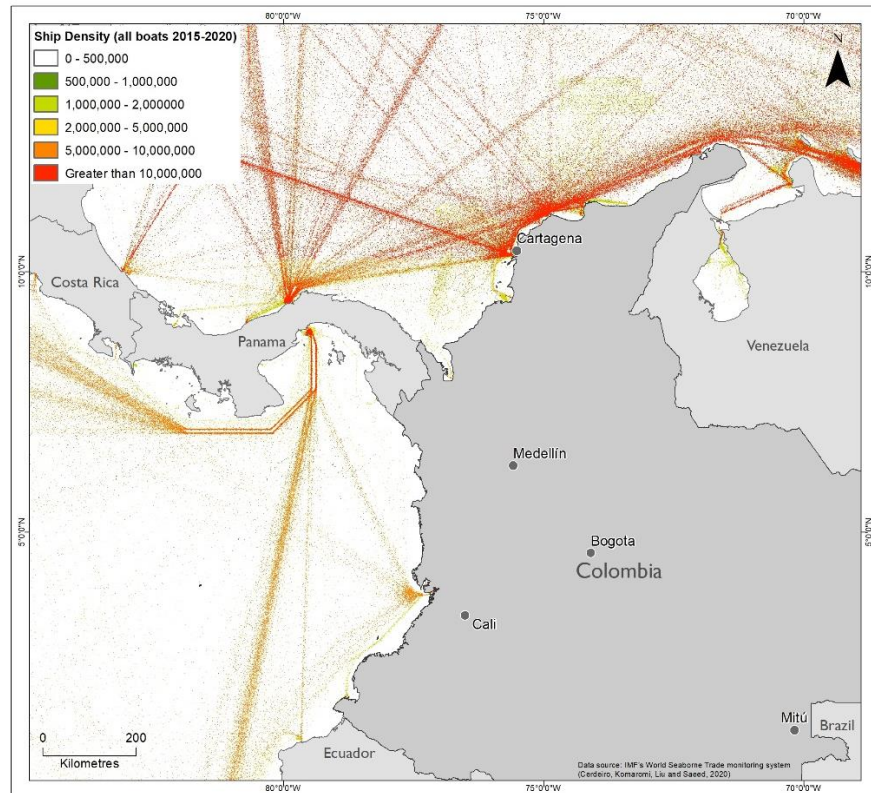 80°0'0"W
75°0'0"W
70°0'0"W
Ship Density (all boats 2015-2020)
0 - 500,000
500,000 - 1,000,000
1,000,000 - 2,000000
2,000,000 - 5,000,000
5,000,000 - 10,000,000
Greater than 10,000,000
N
Cartagena
10°0'0"N
10°0'0"N
Costa Rica
Panama
Venezuela
Medellín
5°0'0"N
5°0'0"N
Bogota
Colombia
Cali
Mitú
Brazil
0
200
Kilometres
Ecuador
Data source: IMF's World Seaborne Trade monitoring system
(Cerdeiro, Komaromi, Liu and Saeed, 2020)
80°0'0"W
75°0'0"W
70°0'0"W